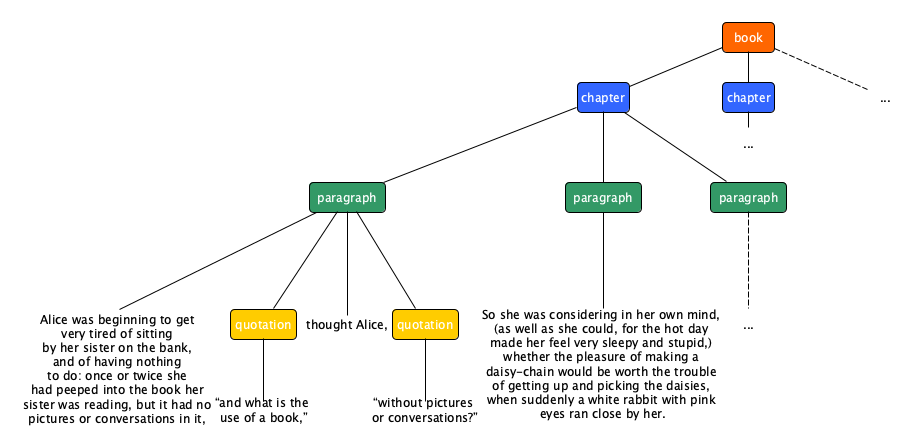 book
chapter
chapter
...
...
paragraph
paragraph
paragraph
Alice was beginning to get
very tired of sitting
by her sister on the bank,
and of having nothing
to do: once or twice she
had peeped into the book her
sister was reading, but it had no
pictures or conversations in it,
quotation
“and what is the
use of a book,”
thought Alice,
quotation
“without pictures
or conversations?”
So she was considering in her own mind,
(as well as she could, for the hot day
made her feel very sleepy and stupid,)
whether the pleasure of making a
daisy-chain would be worth the trouble
of getting up and picking the daisies,
when suddenly a white rabbit with pink
eyes ran close by her.
...